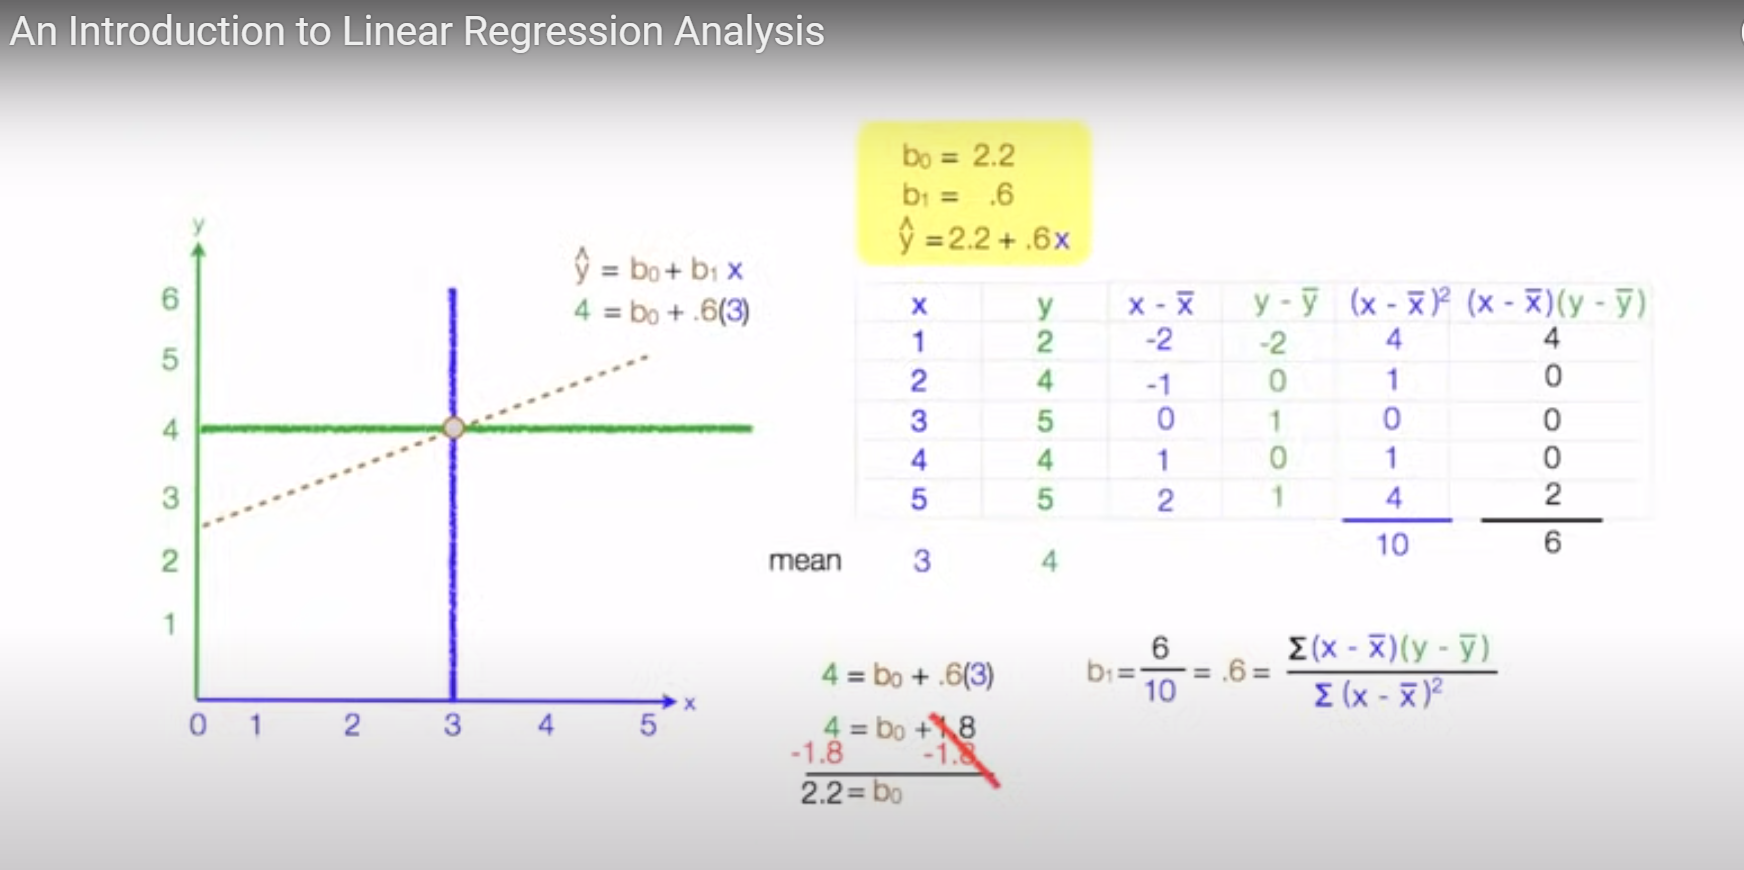 An Introduction to Linear Regression Analysis
b₀ = 2.2
b₁ = .6
ŷ = 2.2 + .6x
y
6
5
4
3
2
1
0 1 2 3 4 5 x
ŷ = b₀ + b₁ x
4 = b₀ + .6(3)
x y x - x̅ y - y̅ (x - x̅)² (x - x̅)(y - y̅)
1 2 -2 -2 4 4
2 4 -1 0 1 0
3 5 0 1 0 0
4 4 1 0 1 0
5 5 2 1 4 2
10 6
mean 3 4
4 = b₀ + .6(3)
4 = b₀ + 1.8
-1.8 -1.8
2.2 = b₀
b₁ = 6/10 = .6 = Σ(x - x̅)(y - y̅) / Σ(x - x̅)²